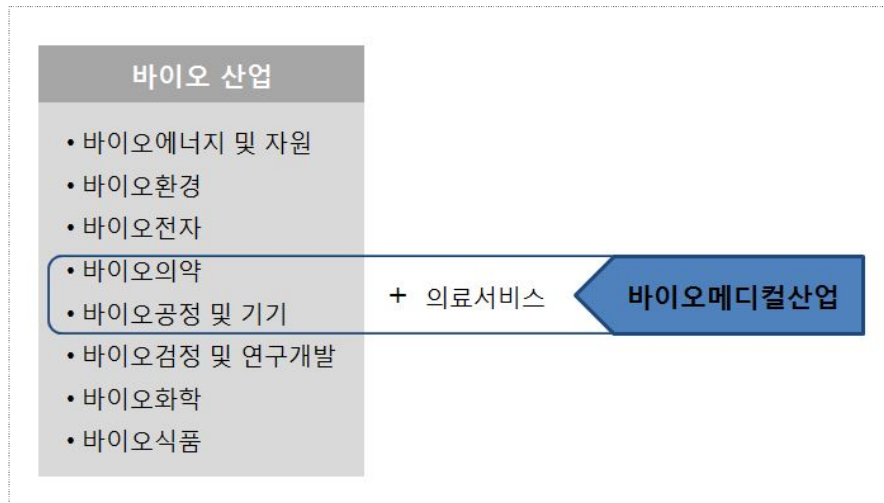 바이오 산업
• 바이오에너지 및 자원
• 바이오환경
• 바이오전자
• 바이오의약
• 바이오공정 및 기기
+ 의료서비스
바이오메디컬산업
• 바이오검정 및 연구개발
• 바이오화학
• 바이오식품